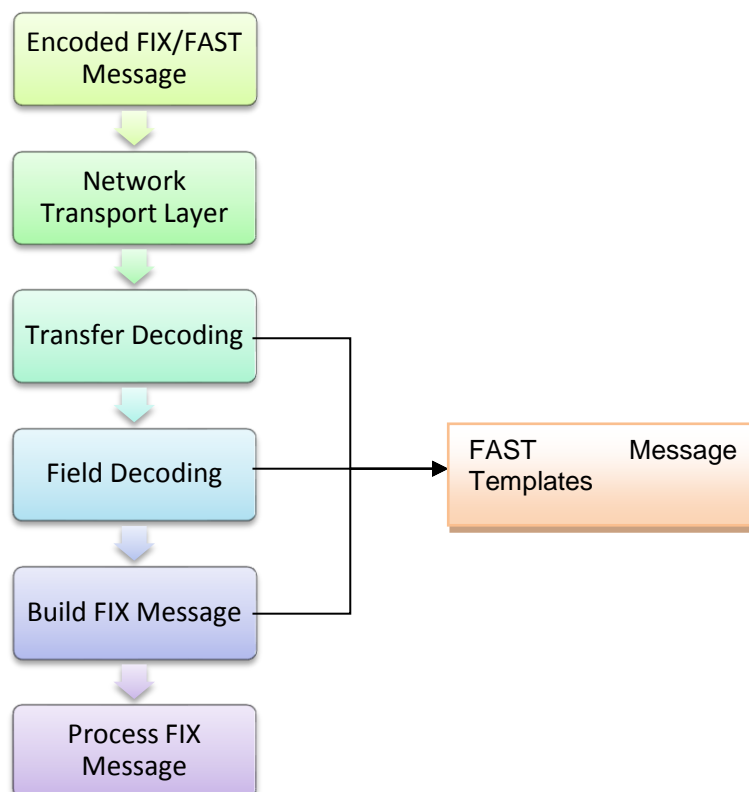 Encoded FIX/FAST
Message
Network
Transport Layer
Transfer Decoding
Field Decoding
FAST Message
Templates
Build FIX Message
Process FIX
Message